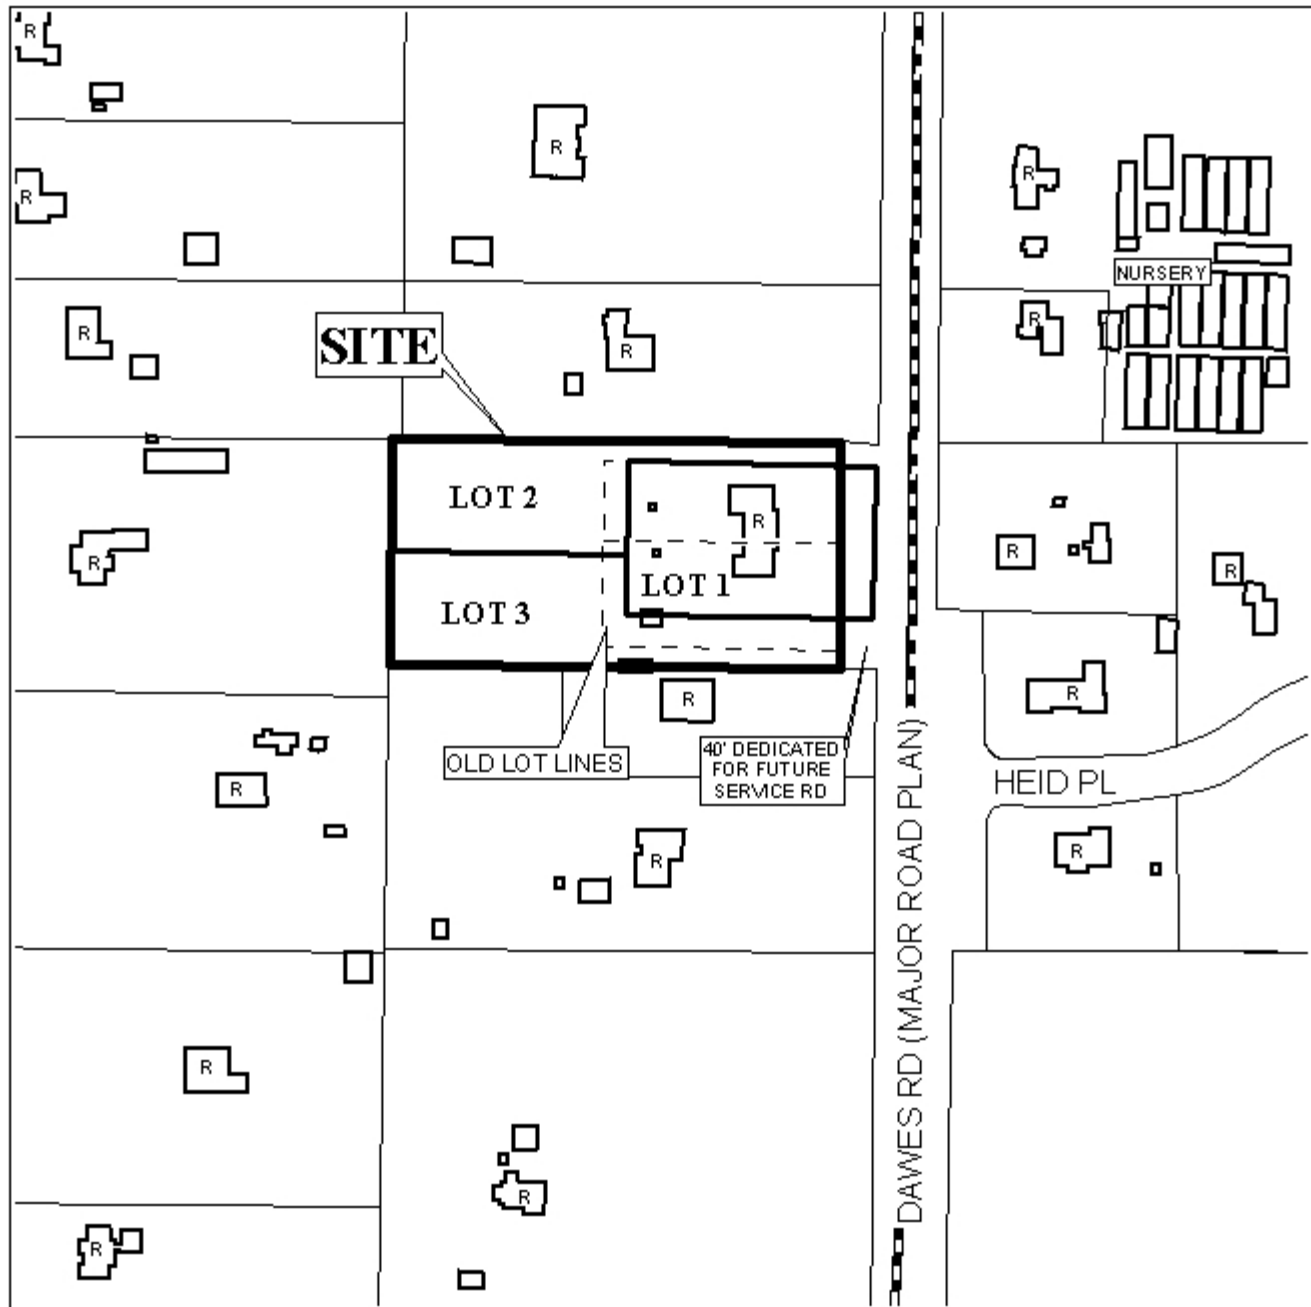 R
R
R
R
R
NURSERY
R
R
SITE
R
LOT 2
R
R
R
R
LOT 1
LOT 3
R
R
OLD LOT LINES
40' DEDICATED
FOR FUTURE
SERVICE RD
HEID PL
R
R
R
DAWES RD (MAJOR ROAD PLAN)
R
R
R